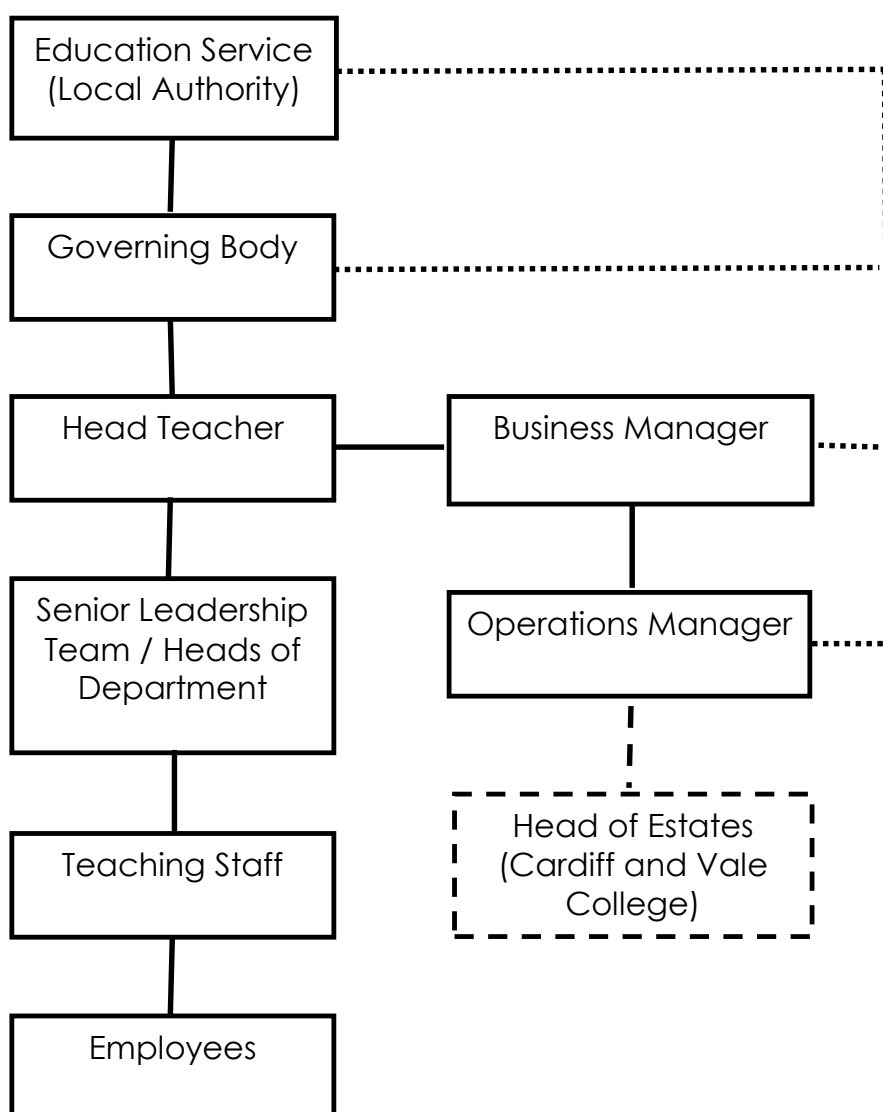 Education Service
(Local Authority)
Governing Body
Head Teacher
Business Manager
Senior Leadership
Team / Heads of
Department
Operations Manager
Teaching Staff
Head of Estates
(Cardiff and Vale
College)
Employees